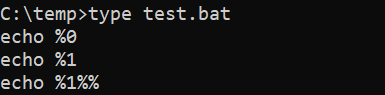 C:\temp>type test.bat
echo %0
echo %1
echo %1%%